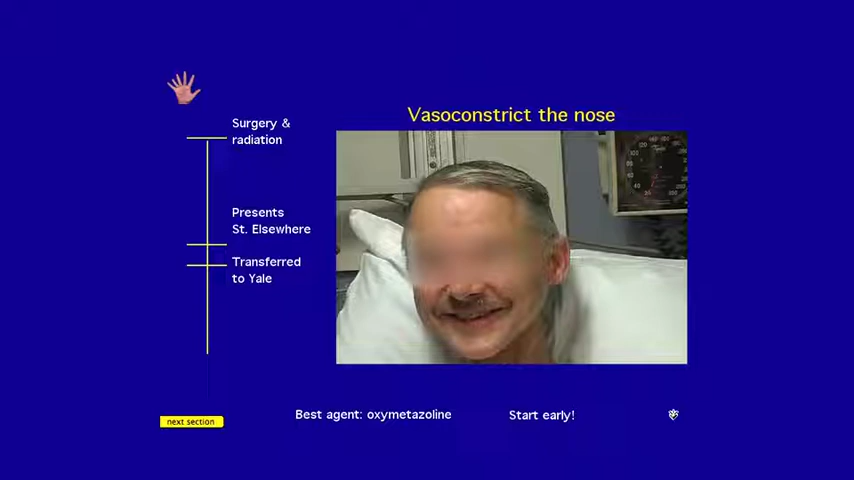 Vasoconstrict the nose
Surgery &
radiation
Presents
St. Elsewhere
Transferred
to Yale
Best agent: oxymetazoline
Start early!
next section